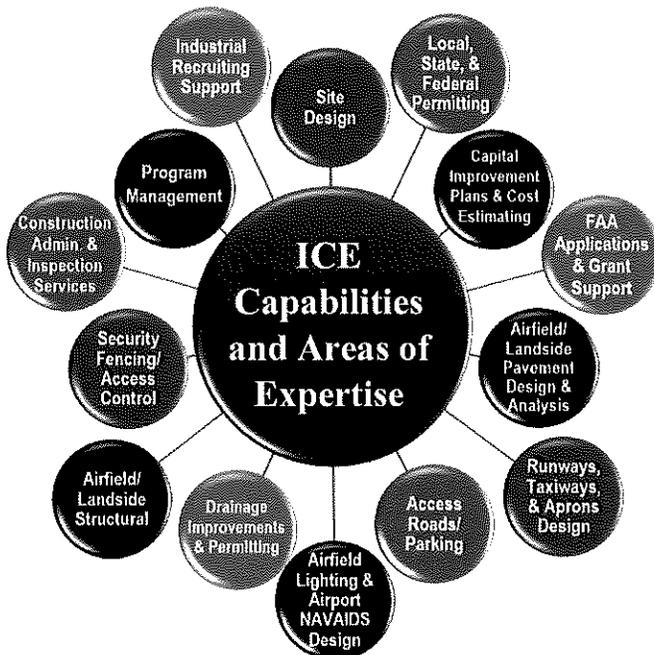 ICE
Capabilities
and Areas of
Expertise
Site
Design
Local,
State, &
Federal
Permitting
Capital
Improvement
Plans & Cost
Estimating
FAA
Applications
& Grant
Support
Airfield/
Landside
Pavement
Design &
Analysis
Runways,
Taxiways,
& Aprons
Design
Access
Roads/
Parking
Airfield
Lighting &
Airport
NAVAIDS
Design
Drainage
Improvements
& Permitting
Airfield/
Landside
Structural
Security
Fencing/
Access
Control
Construction
Admin. &
Inspection
Services
Program
Management
Industrial
Recruiting
Support